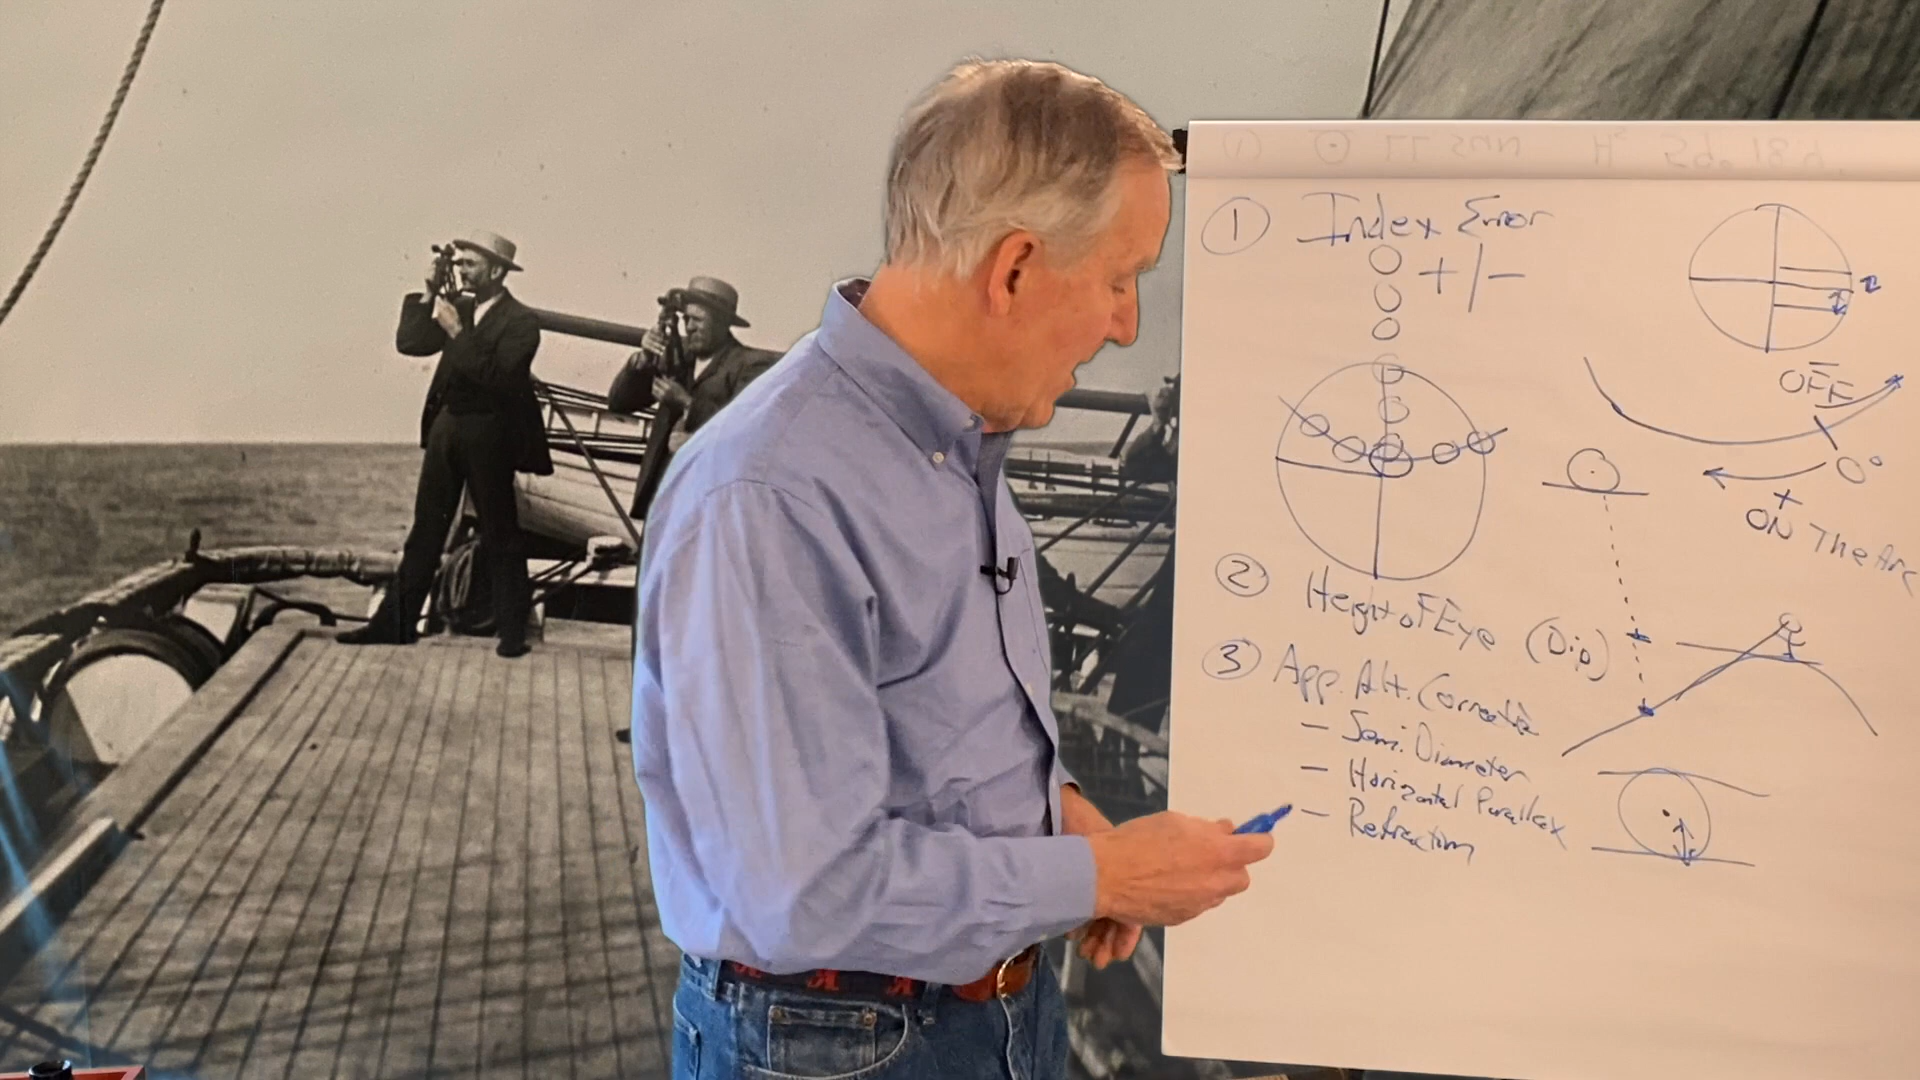 ① Index Error
+/-
OFF
0°
+
ON The Arc
② Height of Eye (Dip)
③ App. Alt. Correction
- Semi. Diameter
- Horizontal Parallax
- Refraction